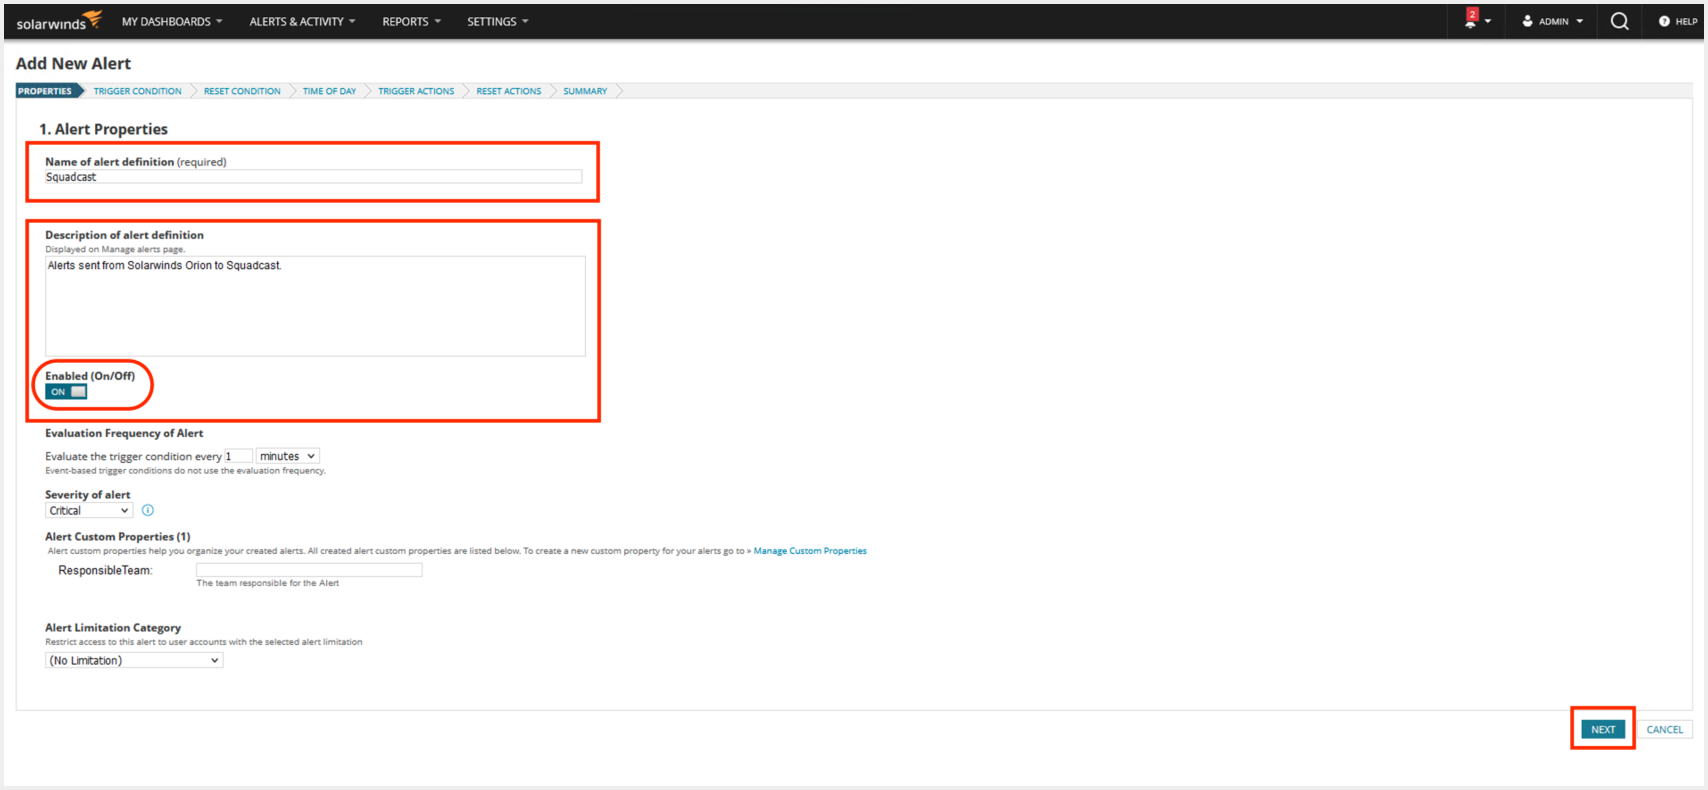 solarwinds MY DASHBOARDS ALERTS & ACTIVITY REPORTS SETTINGS 2 ADMIN ? HELP
Add New Alert
PROPERTIES TRIGGER CONDITION RESET CONDITION TIME OF DAY TRIGGER ACTIONS RESET ACTIONS SUMMARY
1. Alert Properties
Name of alert definition (required)
Squadcast
Description of alert definition
Displayed on Manage alerts page.
Alerts sent from Solarwinds Orion to Squadcast.
Enabled (On/Off)
ON
Evaluation Frequency of Alert
Evaluate the trigger condition every 1 minutes
Event-based trigger conditions do not use the evaluation frequency.
Severity of alert
Critical i
Alert Custom Properties (1)
Alert custom properties help you organize your created alerts. All created alert custom properties are listed below. To create a new custom property for your alerts go to » Manage Custom Properties
ResponsibleTeam:
The team responsible for the Alert
Alert Limitation Category
Restrict access to this alert to user accounts with the selected alert limitation
(No Limitation)
NEXT CANCEL